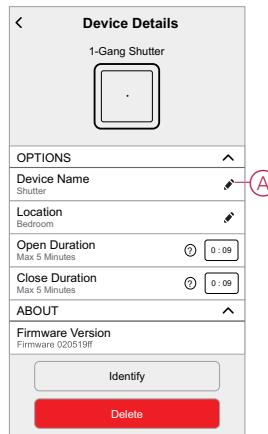 Device Details
1-Gang Shutter
OPTIONS
Device Name
Shutter
A
Location
Bedroom
Open Duration
Max 5 Minutes
? 0 : 09
Close Duration
Max 5 Minutes
? 0 : 09
ABOUT
Firmware Version
Firmware 020519ff
Identify
Delete